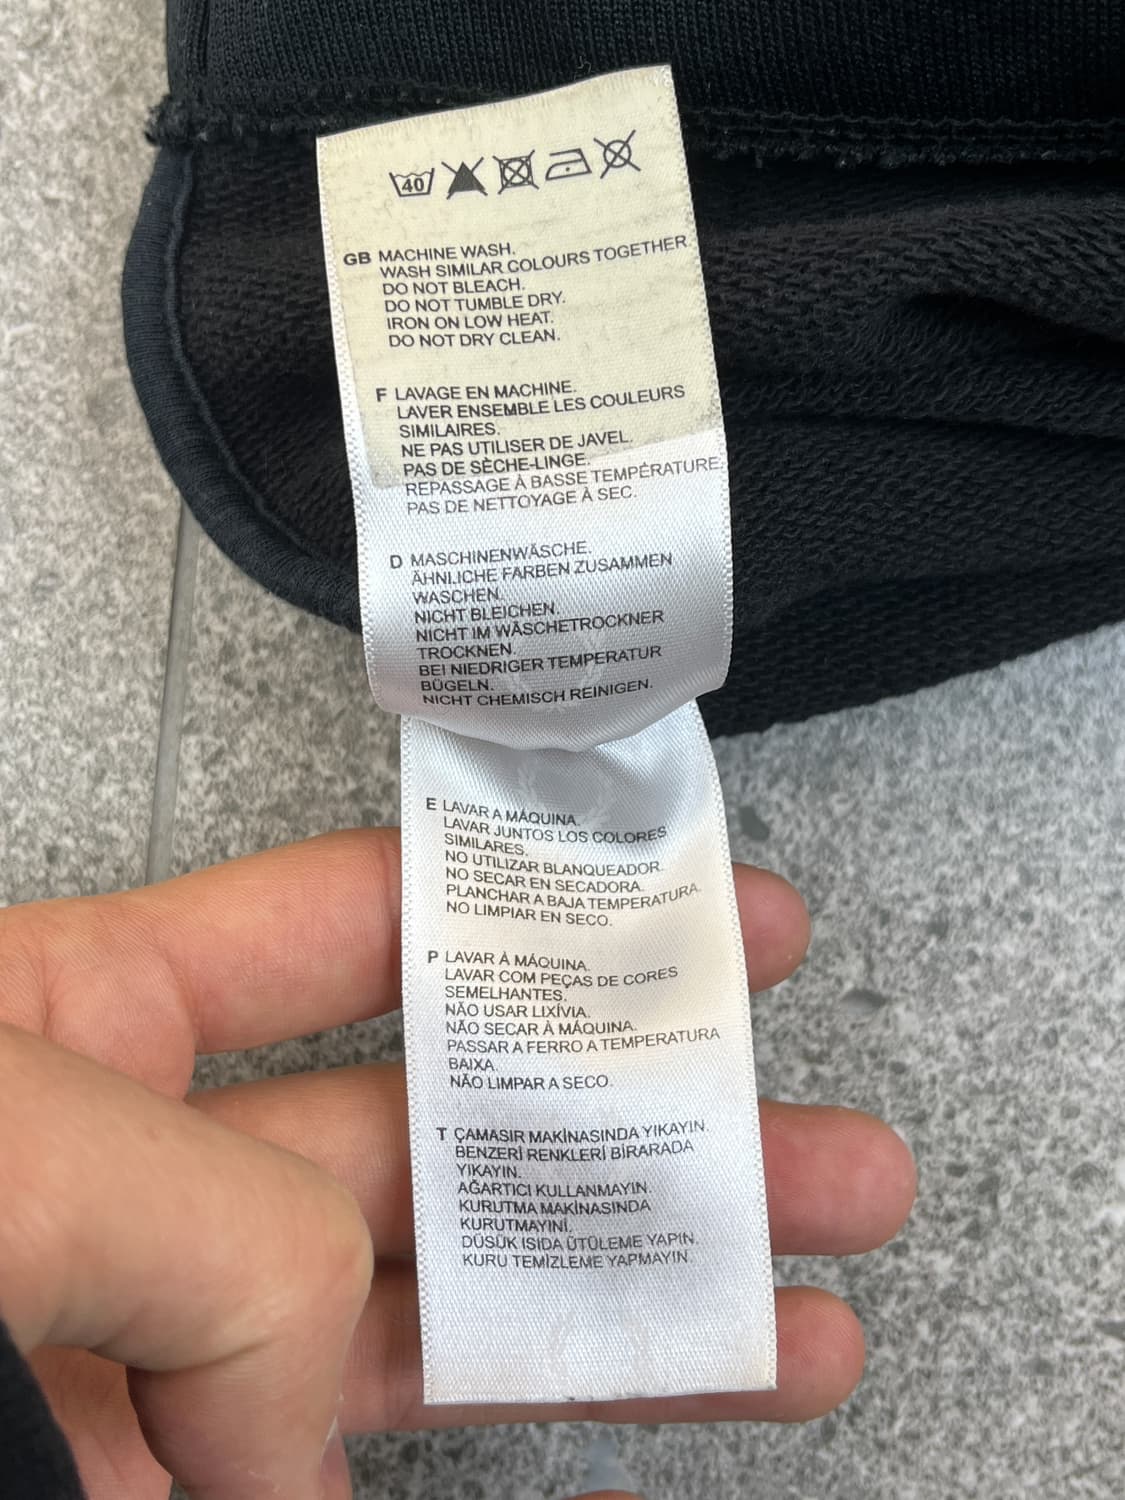 40
GB MACHINE WASH.
WASH SIMILAR COLOURS TOGETHER.
DO NOT BLEACH.
DO NOT TUMBLE DRY.
IRON ON LOW HEAT.
DO NOT DRY CLEAN.
F LAVAGE EN MACHINE.
LAVER ENSEMBLE LES COULEURS
SIMILAIRES.
NE PAS UTILISER DE JAVEL.
PAS DE SÈCHE-LINGE.
REPASSAGE À BASSE TEMPÉRATURE.
PAS DE NETTOYAGE À SEC.
D MASCHINENWÄSCHE.
ÄHNLICHE FARBEN ZUSAMMEN
WASCHEN.
NICHT BLEICHEN.
NICHT IM WÄSCHETROCKNER
TROCKNEN.
BEI NIEDRIGER TEMPERATUR
BÜGELN.
NICHT CHEMISCH REINIGEN.
E LAVAR A MÁQUINA.
LAVAR JUNTOS LOS COLORES
SIMILARES.
NO UTILIZAR BLANQUEADOR.
NO SECAR EN SECADORA.
PLANCHAR A BAJA TEMPERATURA.
NO LIMPIAR EN SECO.
P LAVAR À MÁQUINA.
LAVAR COM PEÇAS DE CORES
SEMELHANTES.
NÃO USAR LIXÍVIA.
NÃO SECAR À MÁQUINA.
PASSAR A FERRO A TEMPERATURA
BAIXA.
NÃO LIMPAR A SECO.
T ÇAMASIR MAKİNASINDA YIKAYIN.
BENZERİ RENKLERİ BİRARADA
YIKAYIN.
AĞARTICI KULLANMAYIN.
KURUTMA MAKİNASINDA
KURUTMAYINİ.
DÜSÜK ISIDA ÜTÜLEME YAPIN.
KURU TEMİZLEME YAPMAYIN.